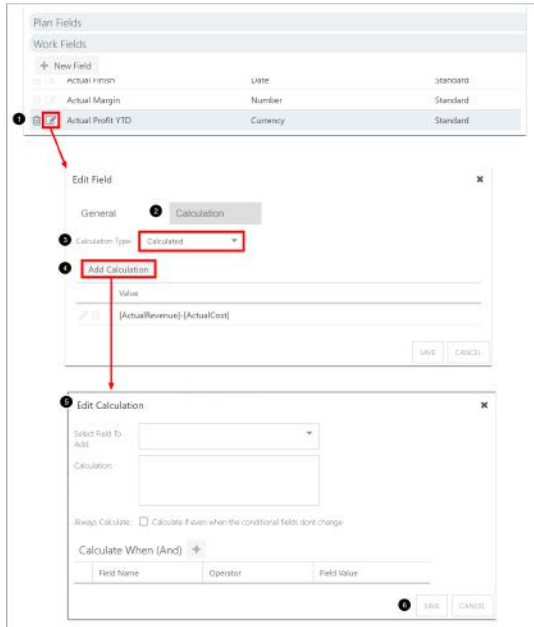 Plan Fields
Work Fields
+ New Field
Actual Finish Date Standard
Actual Margin Number Standard
1 Actual Profit YTD Currency Standard
Edit Field ×
General 2 Calculation
3 Calculation Type: Calculated
4 Add Calculation
Value
[ActualRevenue]-[ActualCost]
SAVE CANCEL
5 Edit Calculation ×
Select Field To
Add:
Calculation:
Always Calculate: Calculate if even when the conditional fields dont change
Calculate When (And) +
Field Name Operator Field Value
6 SAVE CANCEL